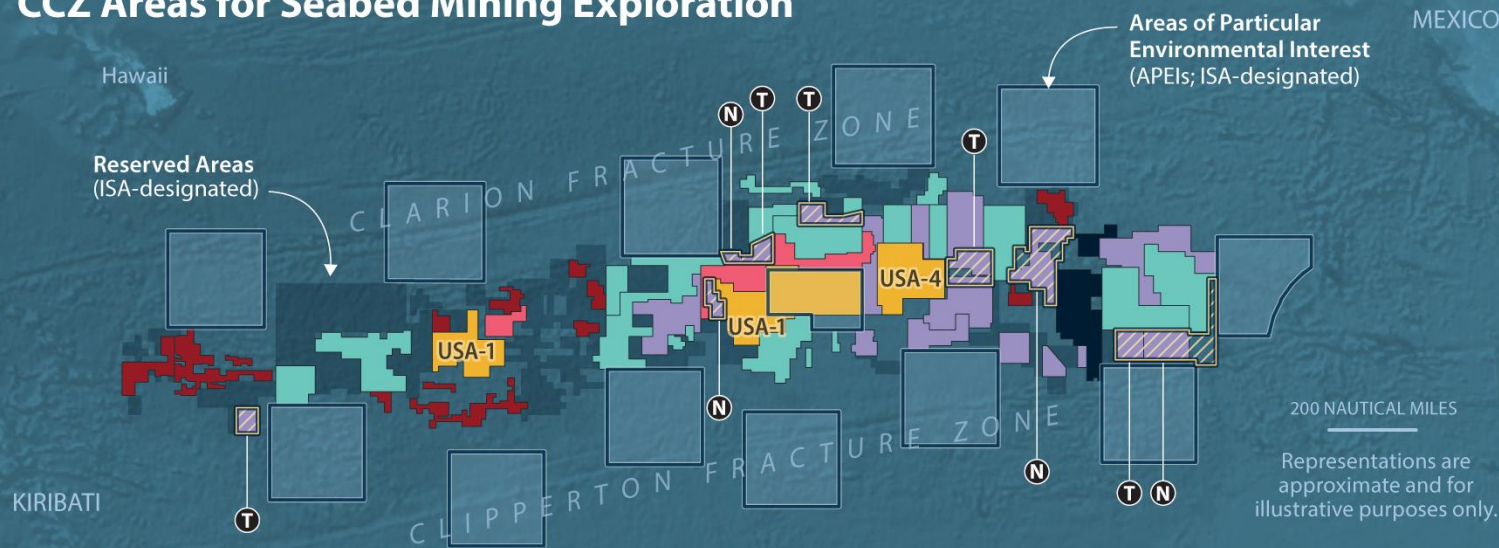 CCZ Areas for Seabed Mining Exploration
Hawaii
MEXICO
Areas of Particular
Environmental Interest
(APEIs; ISA-designated)
Reserved Areas
(ISA-designated)
CLARION FRACTURE ZONE
N
T
T
T
USA-4
USA-1
USA-1
N
CLIPPERTON FRACTURE ZONE
N
T
N
T
KIRIBATI
200 NAUTICAL MILES
Representations are
approximate and for
illustrative purposes only.